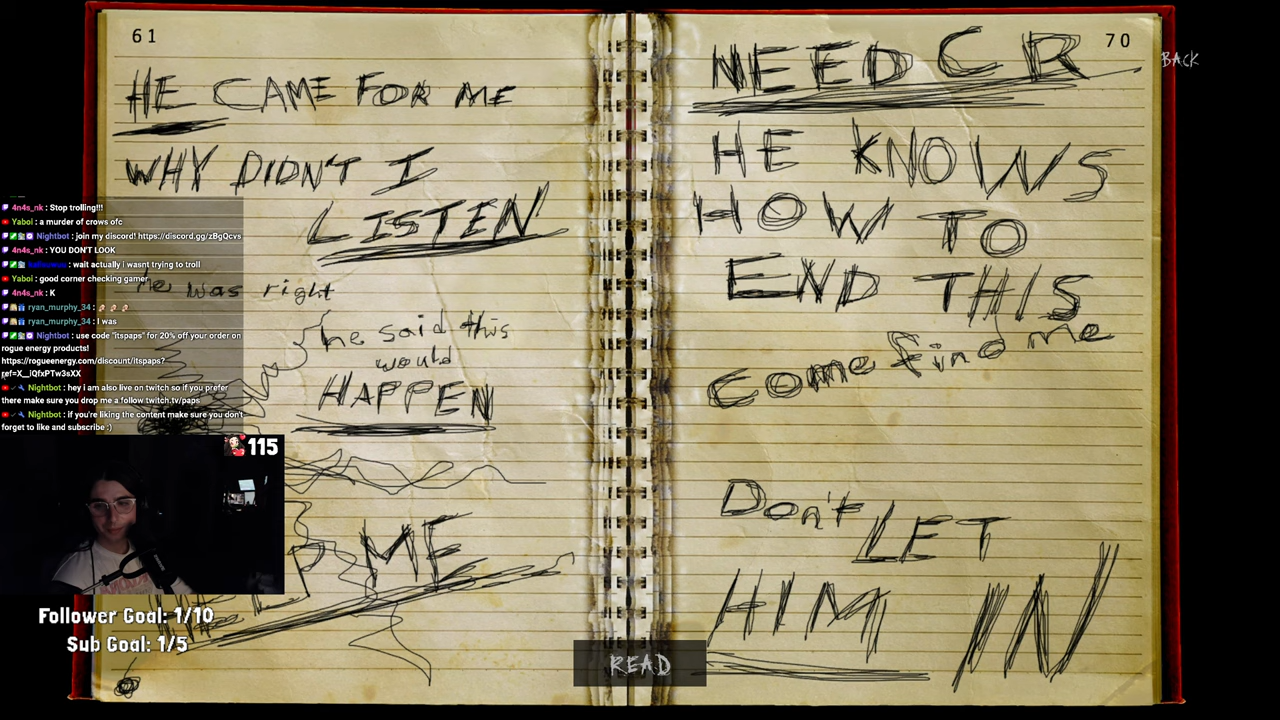 61
HE CAME FOR ME
WHY DIDN'T I
LISTEN
He was right
he said this
would
HAPPEN
ME
70
NEED CR
HE KNOWS
HOW TO
END THIS
come find me
Don't LET
HIM IN
BACK
READ
4n4s_nk : Stop trolling!!!
Yaboi : a murder of crows ofc
Nightbot : join my discord! https://discord.gg/zBgQcvs
4n4s_nk : YOU DON'T LOOK
: wait actually i wasnt trying to troll
Yaboi : good corner checking gamer
4n4s_nk : K
ryan_murphy_34 :
ryan_murphy_34 : I was
Nightbot : use code "itspaps" for 20% off your order on
rogue energy products!
https://rogueenergy.com/discount/itspaps?
ref=X__lQfxPTw3sXX
Nightbot : hey i am also live on twitch so if you prefer
there make sure you drop me a follow twitch.tv/paps
Nightbot : if you're liking the content make sure you don't
forget to like and subscribe :)
115
Follower Goal: 1/10
Sub Goal: 1/5